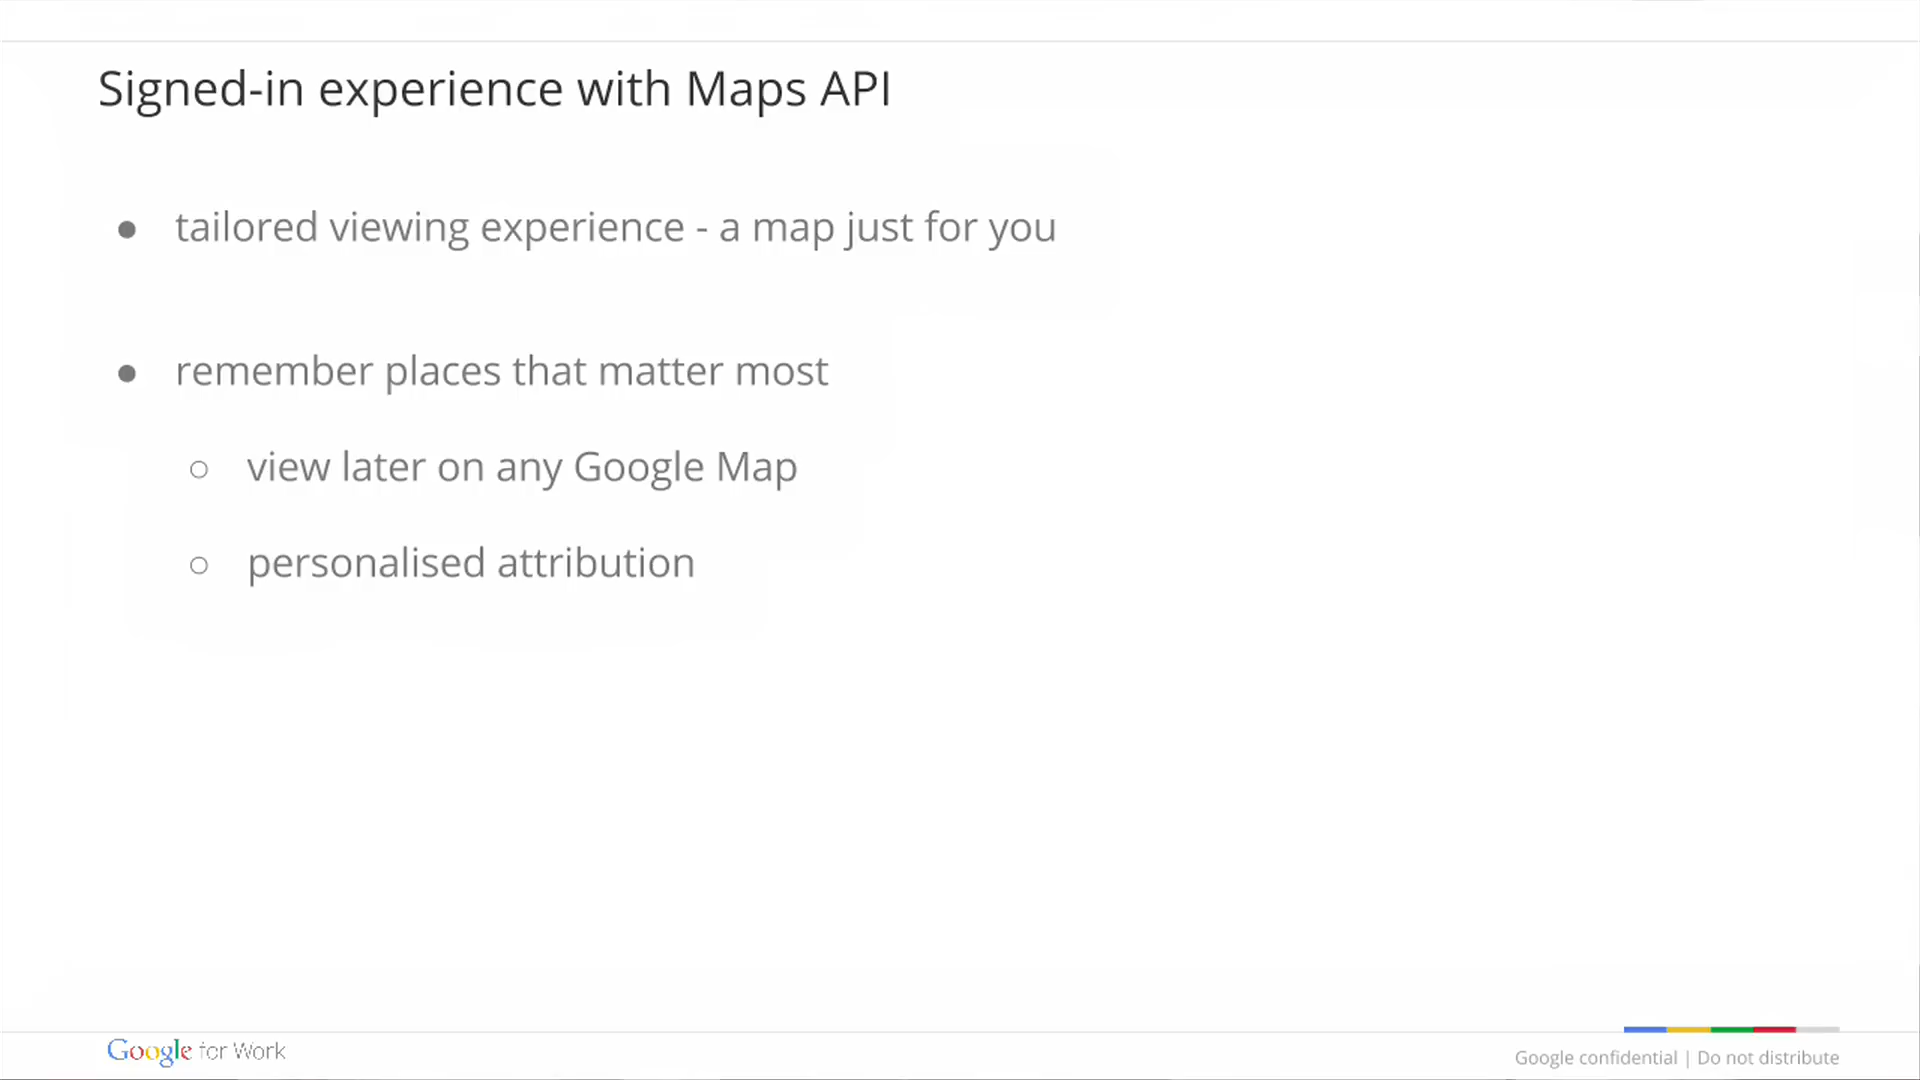 Signed-in experience with Maps API
● tailored viewing experience - a map just for you
● remember places that matter most
○ view later on any Google Map
○ personalised attribution
Google for Work
Google confidential | Do not distribute